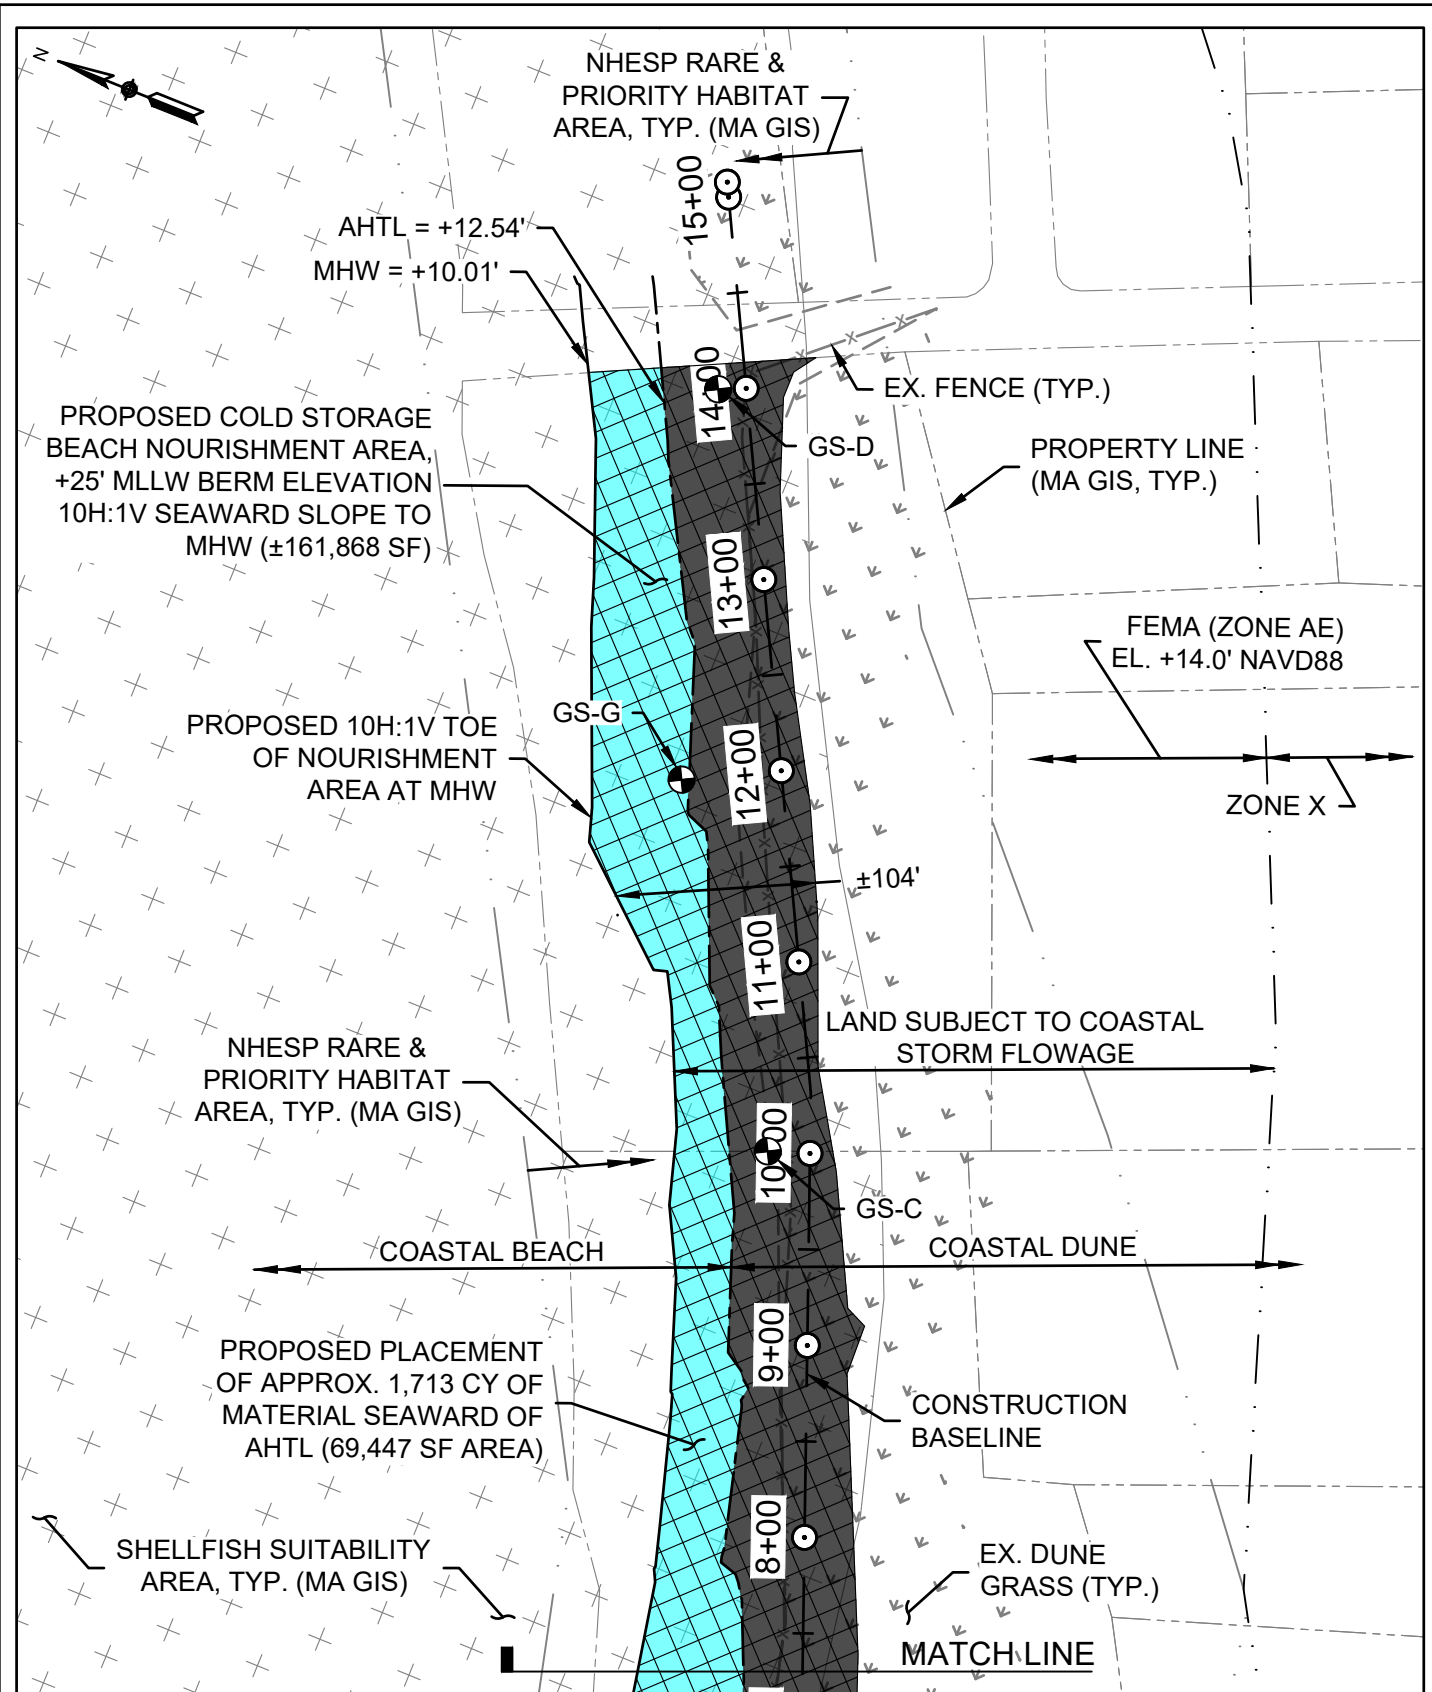 N
NHESP RARE &
PRIORITY HABITAT
AREA, TYP. (MA GIS)
15+00
AHTL = +12.54'
MHW = +10.01'
14+00
EX. FENCE (TYP.)
GS-D
PROPOSED COLD STORAGE
BEACH NOURISHMENT AREA,
+25' MLLW BERM ELEVATION
10H:1V SEAWARD SLOPE TO
MHW (±161,868 SF)
PROPERTY LINE
(MA GIS, TYP.)
13+00
FEMA (ZONE AE)
EL. +14.0' NAVD88
ZONE X
GS-G
PROPOSED 10H:1V TOE
OF NOURISHMENT
AREA AT MHW
12+00
±104'
11+00
LAND SUBJECT TO COASTAL
STORM FLOWAGE
NHESP RARE &
PRIORITY HABITAT
AREA, TYP. (MA GIS)
10+00
GS-C
COASTAL BEACH
COASTAL DUNE
9+00
PROPOSED PLACEMENT
OF APPROX. 1,713 CY OF
MATERIAL SEAWARD OF
AHTL (69,447 SF AREA)
CONSTRUCTION
BASELINE
8+00
SHELLFISH SUITABILITY
AREA, TYP. (MA GIS)
EX. DUNE
GRASS (TYP.)
MATCH LINE